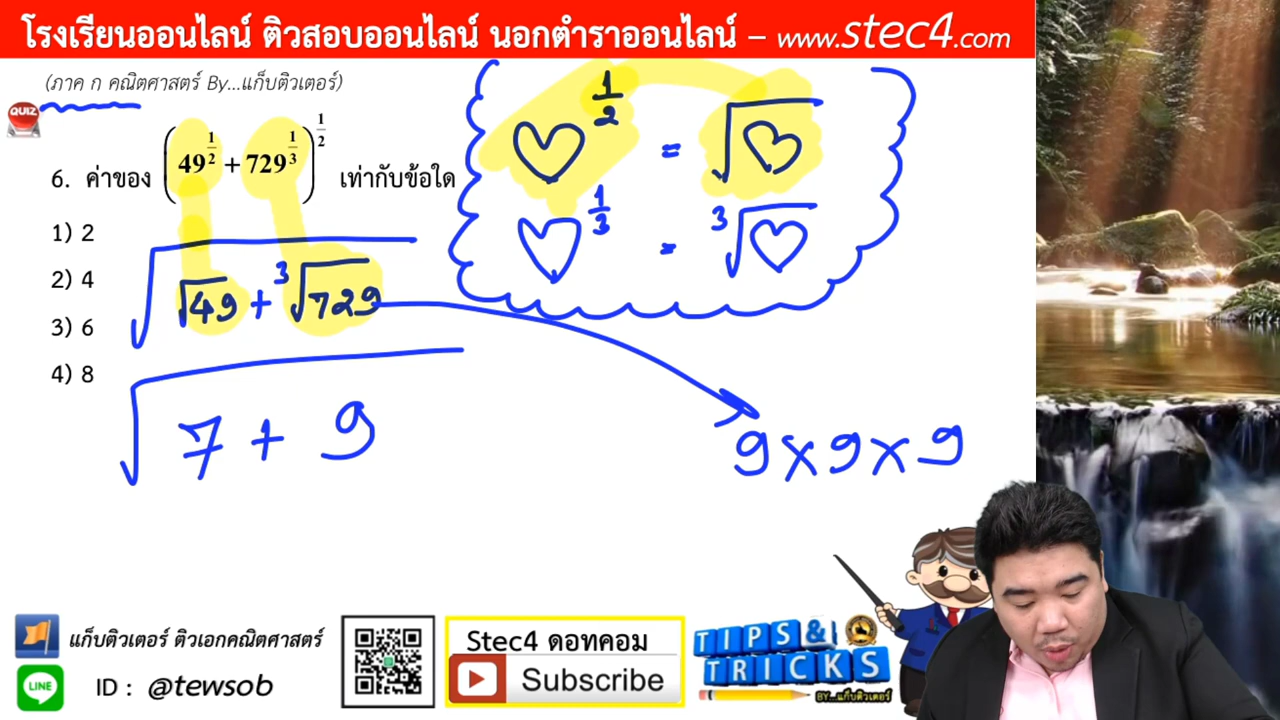 โรงเรียนออนไลน์ ติวสอบออนไลน์ นอกตำราออนไลน์ – www.stec4.com
(ภาค ก คณิตศาสตร์ By...แก็บติวเตอร์)
QUIZ
6. ค่าของ (49^{1/2} + 729^{1/3})^{1/2} เท่ากับข้อใด
1) 2
2) 4
3) 6
4) 8
♡^{1/2} = √♡
♡^{1/3} = ³√♡
√(√49 + ³√729)
√(7 + 9)
9 × 9 × 9
แก็บติวเตอร์ ติวเอกคณิตศาสตร์
LINE ID : @tewsob
Stec4 ดอทคอม
Subscribe
TIPS &
TRICKS
BY...แก็บติวเตอร์